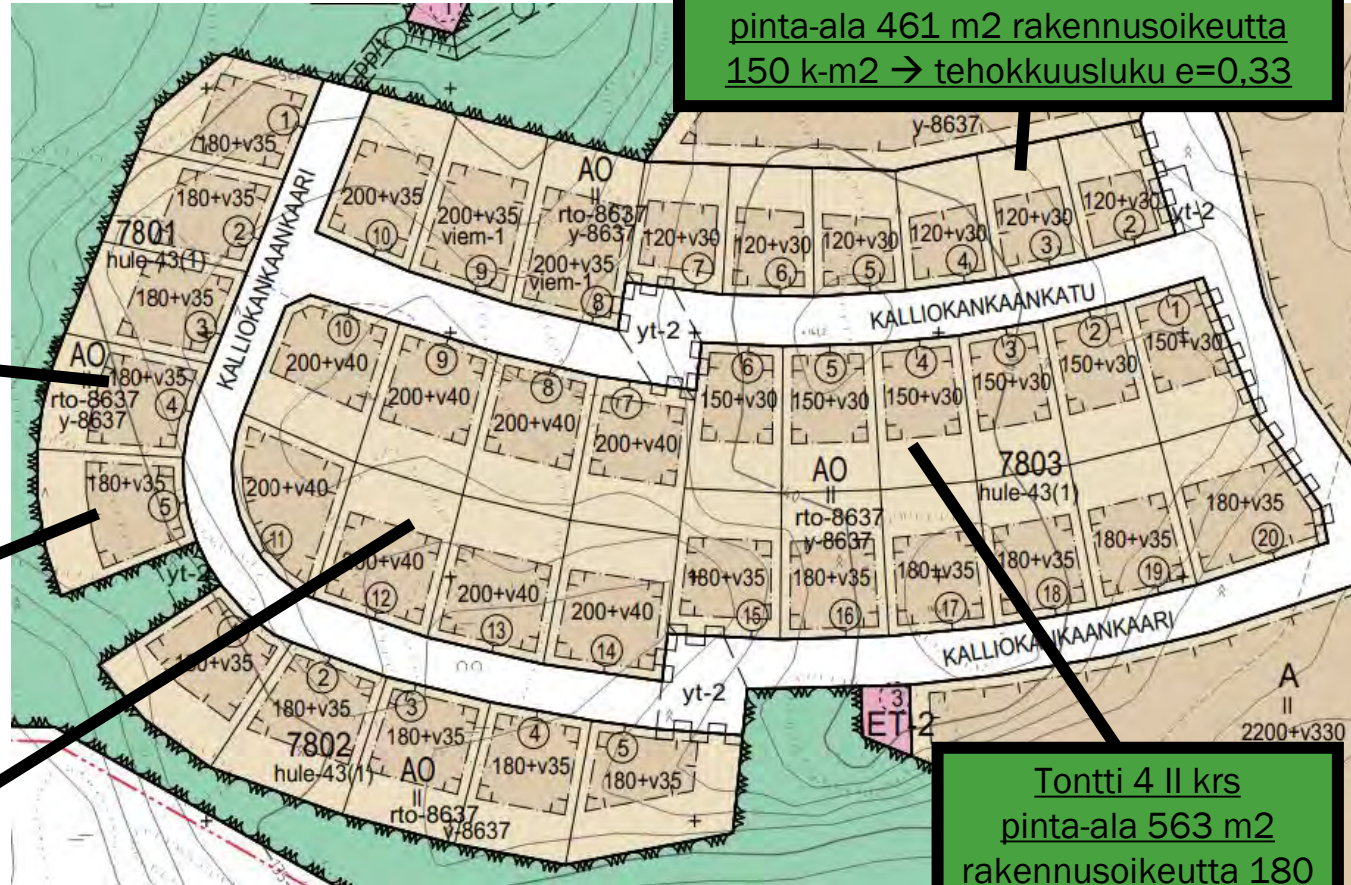 pinta-ala 461 m2 rakennusoikeutta
150 k-m2 → tehokkuusluku e=0,33
pp/t
y-8637
1
180+v35
180+v35
2
7801
hule-43(1)
180+v35
3
AO
180+v35
rto-8637
y-8637
4
180+v35
5
yt-2
KALLIOKANKAANKAARI
200+v35
10
200+v35
viem-1
9
AO
II
rto-8637
y-8637
200+v35
viem-1
8
120+v30
7
120+v30
6
120+v30
5
120+v30
4
120+v30
3
120+v30
2
yt-2
yt-2
KALLIOKANKAANKATU
10
200+v40
9
200+v40
8
200+v40
7
200+v40
6
150+v30
5
150+v30
4
150+v30
3
150+v30
2
150+v30
1
150+v30
AO
II
rto-8637
y-8637
7803
hule-43(1)
200+v40
11
200+v40
12
200+v40
13
200+v40
14
180+v35
15
180+v35
16
180+v35
17
180+v35
18
180+v35
19
180+v35
20
KALLIOKANKAANKAARI
180+v35
2
180+v35
7802
hule-43(1)
3
180+v35
AO
II
rto-8637
y-8637
4
180+v35
5
180+v35
yt-2
3
ET-2
A
II
2200+v330
Tontti 4 II krs
pinta-ala 563 m2
rakennusoikeutta 180